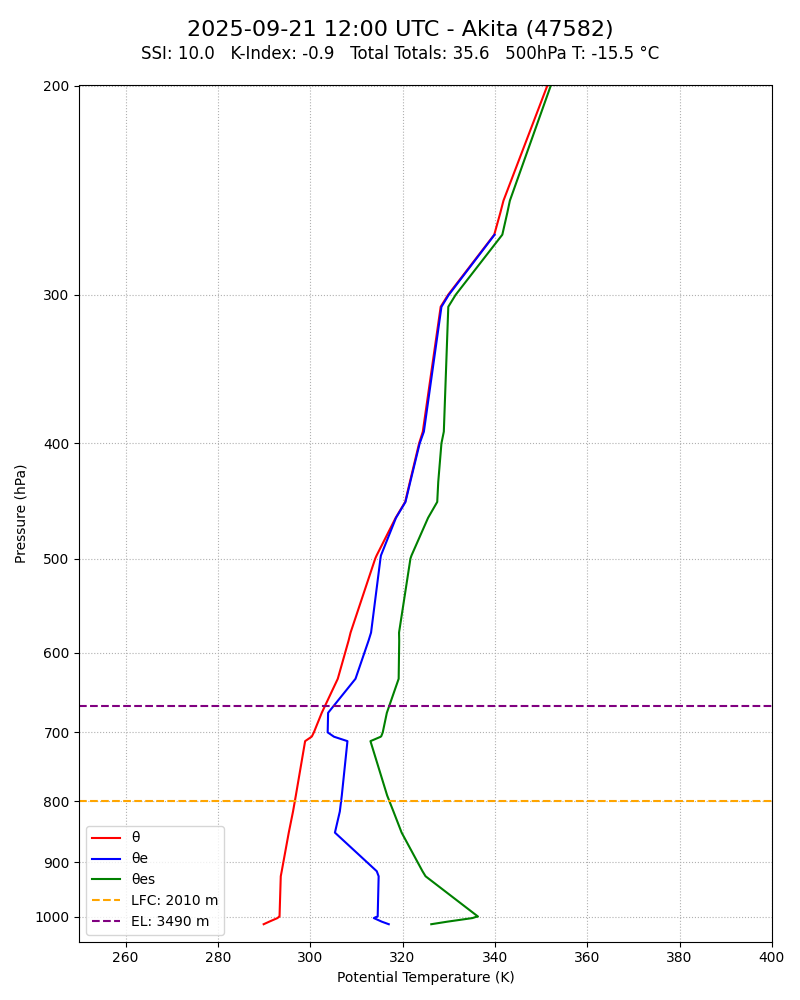 2025-09-21 12:00 UTC - Akita (47582)
SSI: 10.0   K-Index: -0.9   Total Totals: 35.6   500hPa T: -15.5 °C
200
300
400
500
600
700
800
900
1000
Pressure (hPa)
θ
θe
θes
LFC: 2010 m
EL: 3490 m
260 280 300 320 340 360 380 400
Potential Temperature (K)